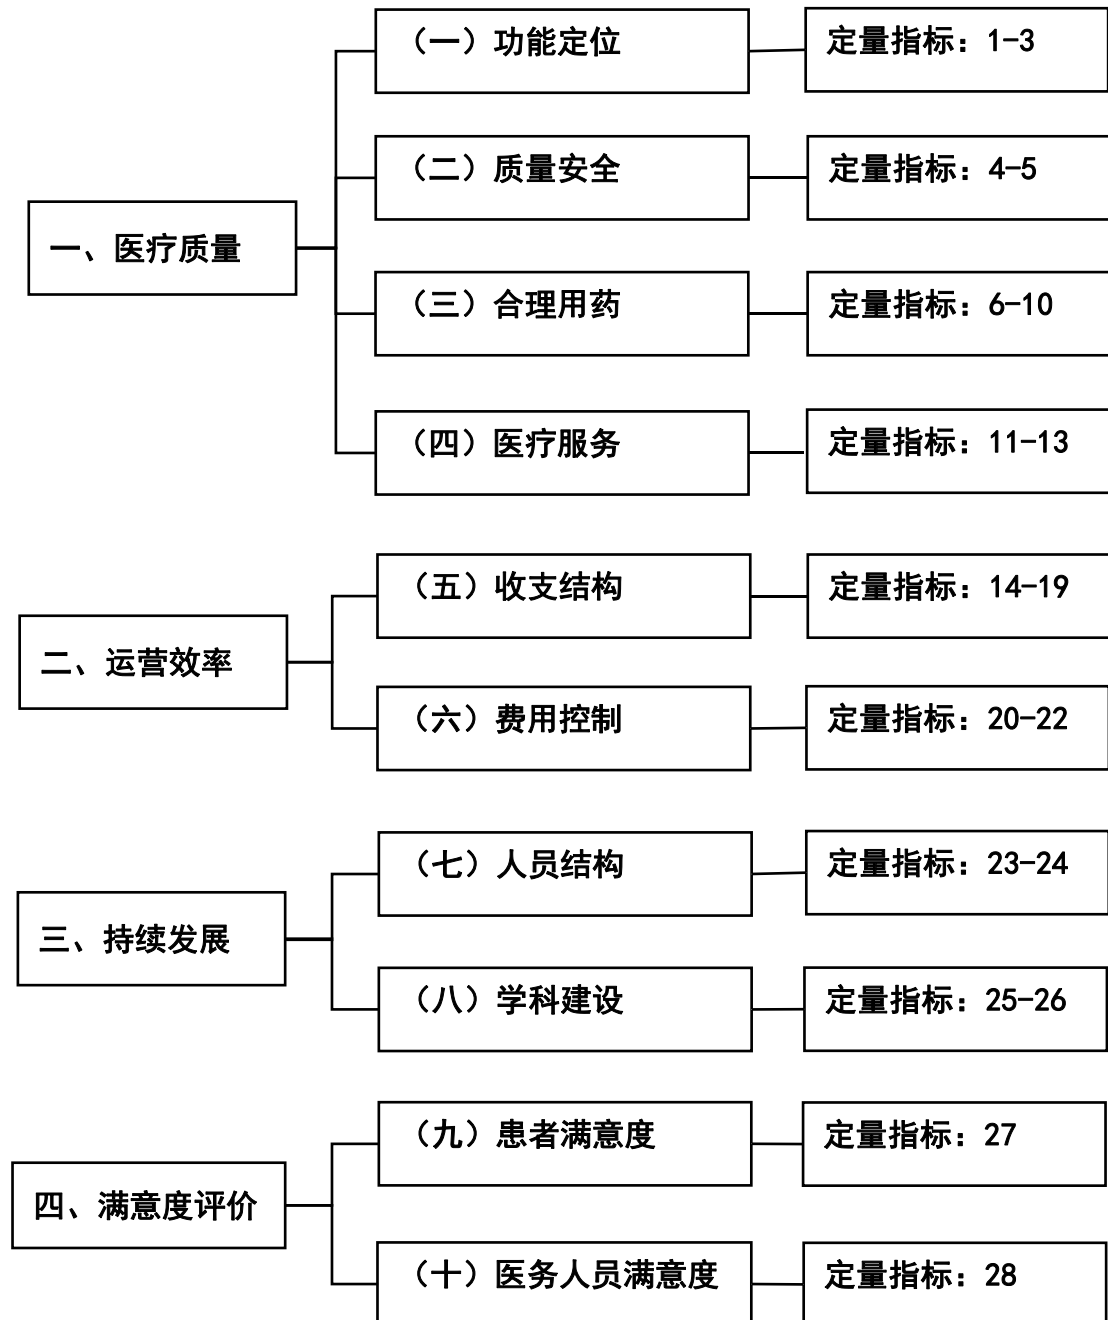 一、医疗质量
（一）功能定位
定量指标：1-3
（二）质量安全
定量指标：4-5
（三）合理用药
定量指标：6-10
（四）医疗服务
定量指标：11-13
二、运营效率
（五）收支结构
定量指标：14-19
（六）费用控制
定量指标：20-22
三、持续发展
（七）人员结构
定量指标：23-24
（八）学科建设
定量指标：25-26
四、满意度评价
（九）患者满意度
定量指标：27
（十）医务人员满意度
定量指标：28